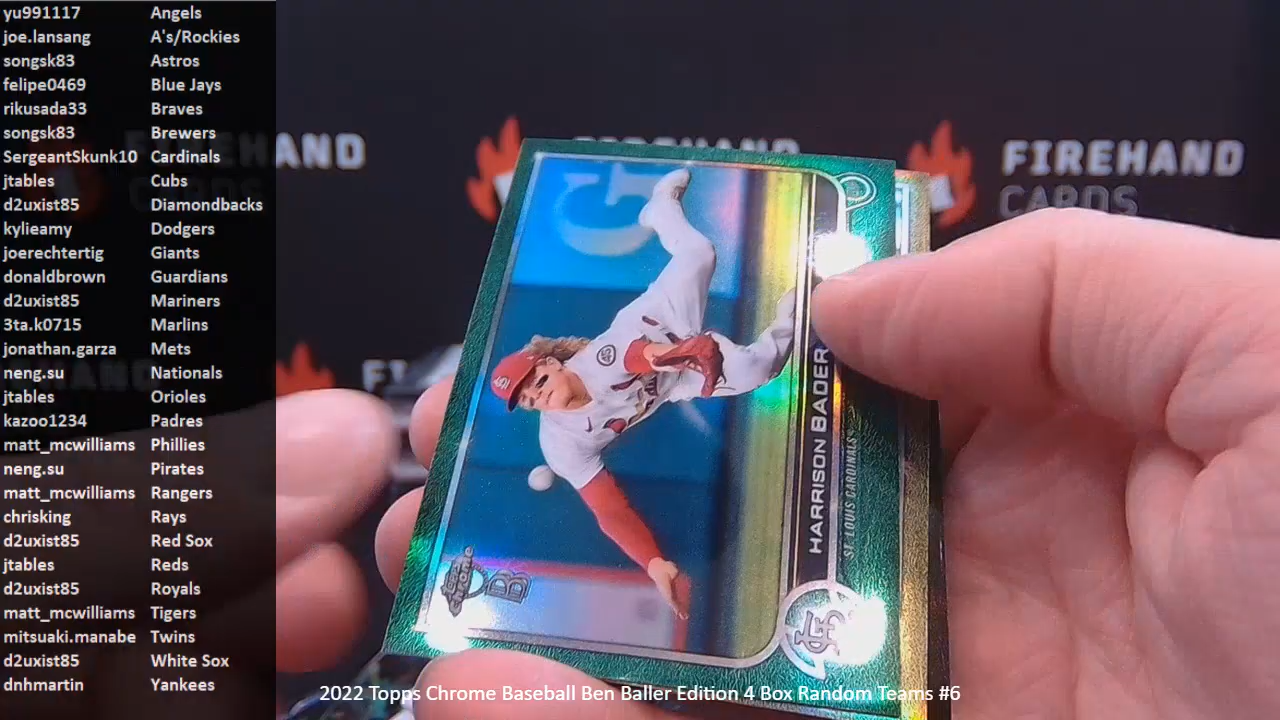 yu991117 Angels
joe.lansang A's/Rockies
songsk83 Astros
felipe0469 Blue Jays
rikusada33 Braves
songsk83 Brewers
SergeantSkunk10 Cardinals
jtables Cubs
d2uxist85 Diamondbacks
kylieamy Dodgers
joerechtertig Giants
donaldbrown Guardians
d2uxist85 Mariners
3ta.k0715 Marlins
jonathan.garza Mets
neng.su Nationals
jtables Orioles
kazoo1234 Padres
matt_mcwilliams Phillies
neng.su Pirates
matt_mcwilliams Rangers
chrisking Rays
d2uxist85 Red Sox
jtables Reds
d2uxist85 Royals
matt_mcwilliams Tigers
mitsuaki.manabe Twins
d2uxist85 White Sox
dnhmartin Yankees
FIREHAND
CARDS
HARRISON BADER
ST. LOUIS CARDINALS
2022 Topps Chrome Baseball Ben Baller Edition 4 Box Random Teams #6